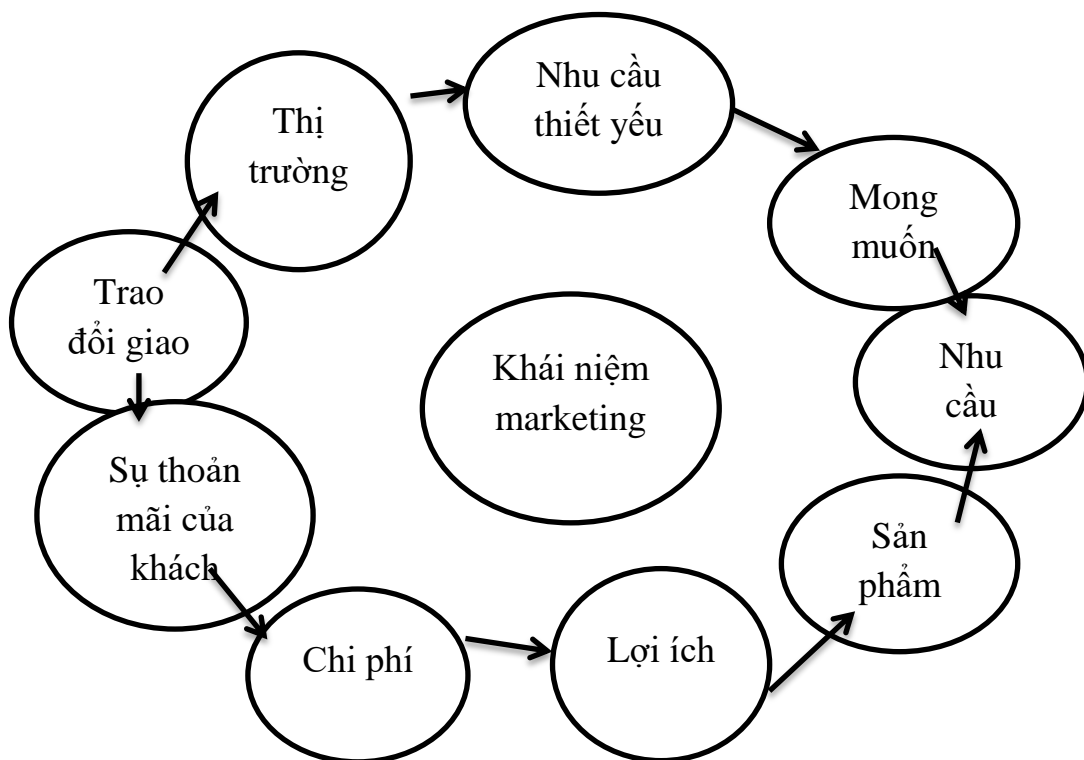 Nhu cầu
thiết yếu
Thị
trường
Mong
muốn
Trao
đổi giao
Nhu
cầu
Khái niệm
marketing
Sụ thoản
mãi của
khách
Sản
phẩm
Chi phí
Lợi ích